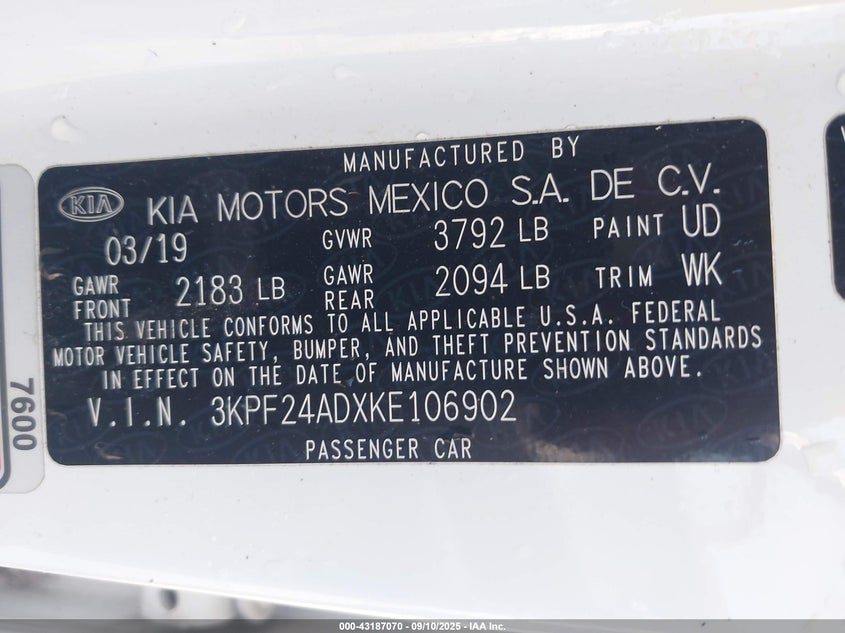 MANUFACTURED BY
KIA KIA MOTORS MEXICO S.A. DE C.V.
03/19 GVWR 3792 LB PAINT UD
GAWR FRONT 2183 LB GAWR REAR 2094 LB TRIM WK
THIS VEHICLE CONFORMS TO ALL APPLICABLE U.S.A. FEDERAL
MOTOR VEHICLE SAFETY, BUMPER, AND THEFT PREVENTION STANDARDS
IN EFFECT ON THE DATE OF MANUFACTURE SHOWN ABOVE.
V.I.N. 3KPF24ADXKE106902
PASSENGER CAR
7600
000-43187070 - 09/10/2025 - IAA Inc.